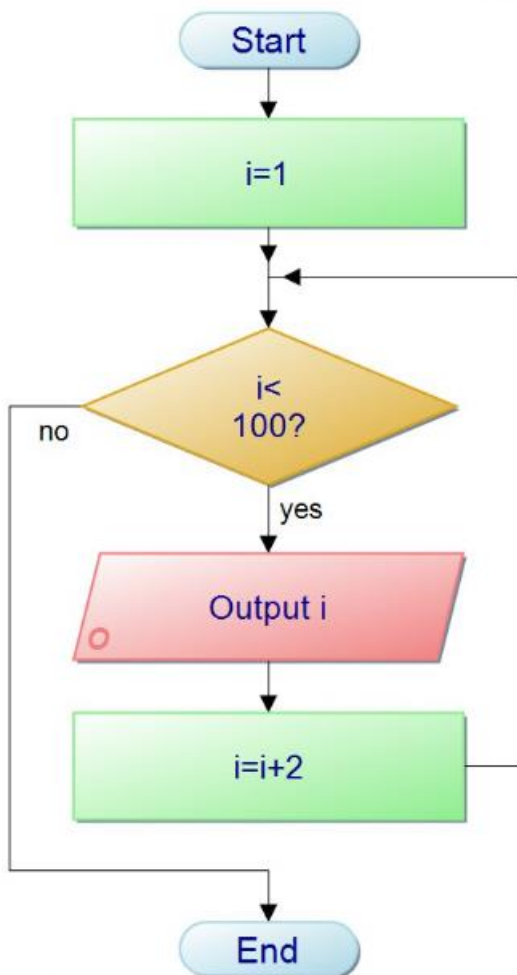 Start
i=1
i<
100?
no
yes
Output i
O
i=i+2
End